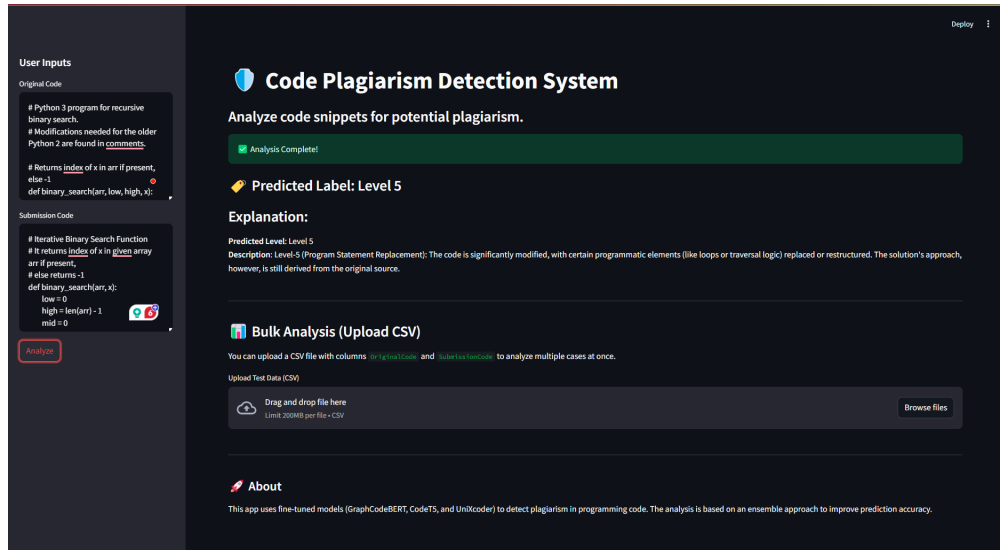 Deploy
User Inputs
Original Code
# Python 3 program for recursive
binary search.
# Modifications needed for the older
Python 2 are found in comments.
# Returns index of x in arr if present,
else -1
def binary_search(arr, low, high, x):
Submission Code
# Iterative Binary Search Function
# It returns index of x in given array
arr if present,
# else returns -1
def binary_search(arr, x):
low = 0
high = len(arr) - 1
mid = 0
6
Analyze
Code Plagiarism Detection System
Analyze code snippets for potential plagiarism.
Analysis Complete!
Predicted Label: Level 5
Explanation:
Predicted Level: Level 5
Description: Level-5 (Program Statement Replacement): The code is significantly modified, with certain programmatic elements (like loops or traversal logic) replaced or restructured. The solution's approach,
however, is still derived from the original source.
Bulk Analysis (Upload CSV)
You can upload a CSV file with columns OriginalCode and SubmissionCode to analyze multiple cases at once.
Upload Test Data (CSV)
Drag and drop file here
Limit 200MB per file • CSV
Browse files
About
This app uses fine-tuned models (GraphCodeBERT, CodeT5, and UniXcoder) to detect plagiarism in programming code. The analysis is based on an ensemble approach to improve prediction accuracy.